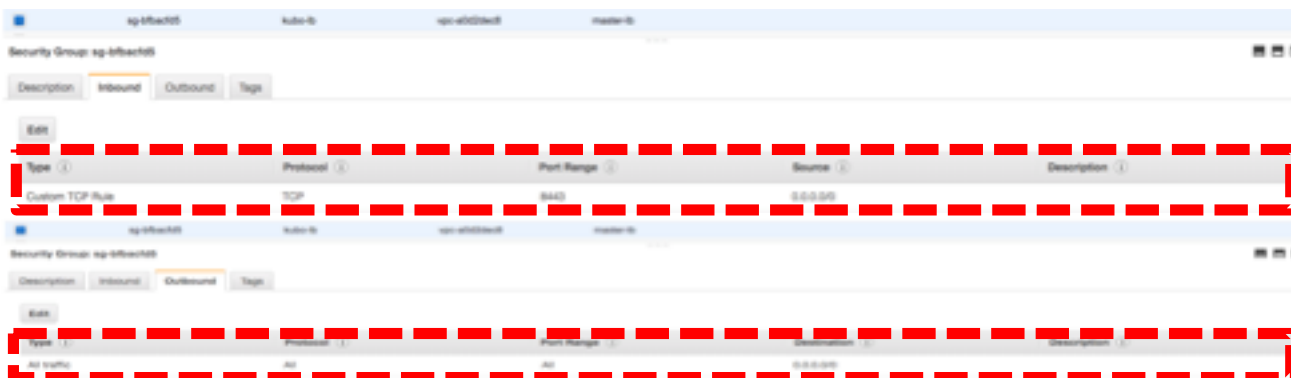 sg-bfbacfd5 kubo-lb vpc-a0d2dec8 master-lb
Security Group: sg-bfbacfd5
Description Inbound Outbound Tags
Edit
Type Protocol Port Range Source Description
Custom TCP Rule TCP 8443 0.0.0.0/0
sg-bfbacfd5 kubo-lb vpc-a0d2dec8 master-lb
Security Group: sg-bfbacfd5
Description Inbound Outbound Tags
Edit
Type Protocol Port Range Destination Description
All traffic All All 0.0.0.0/0